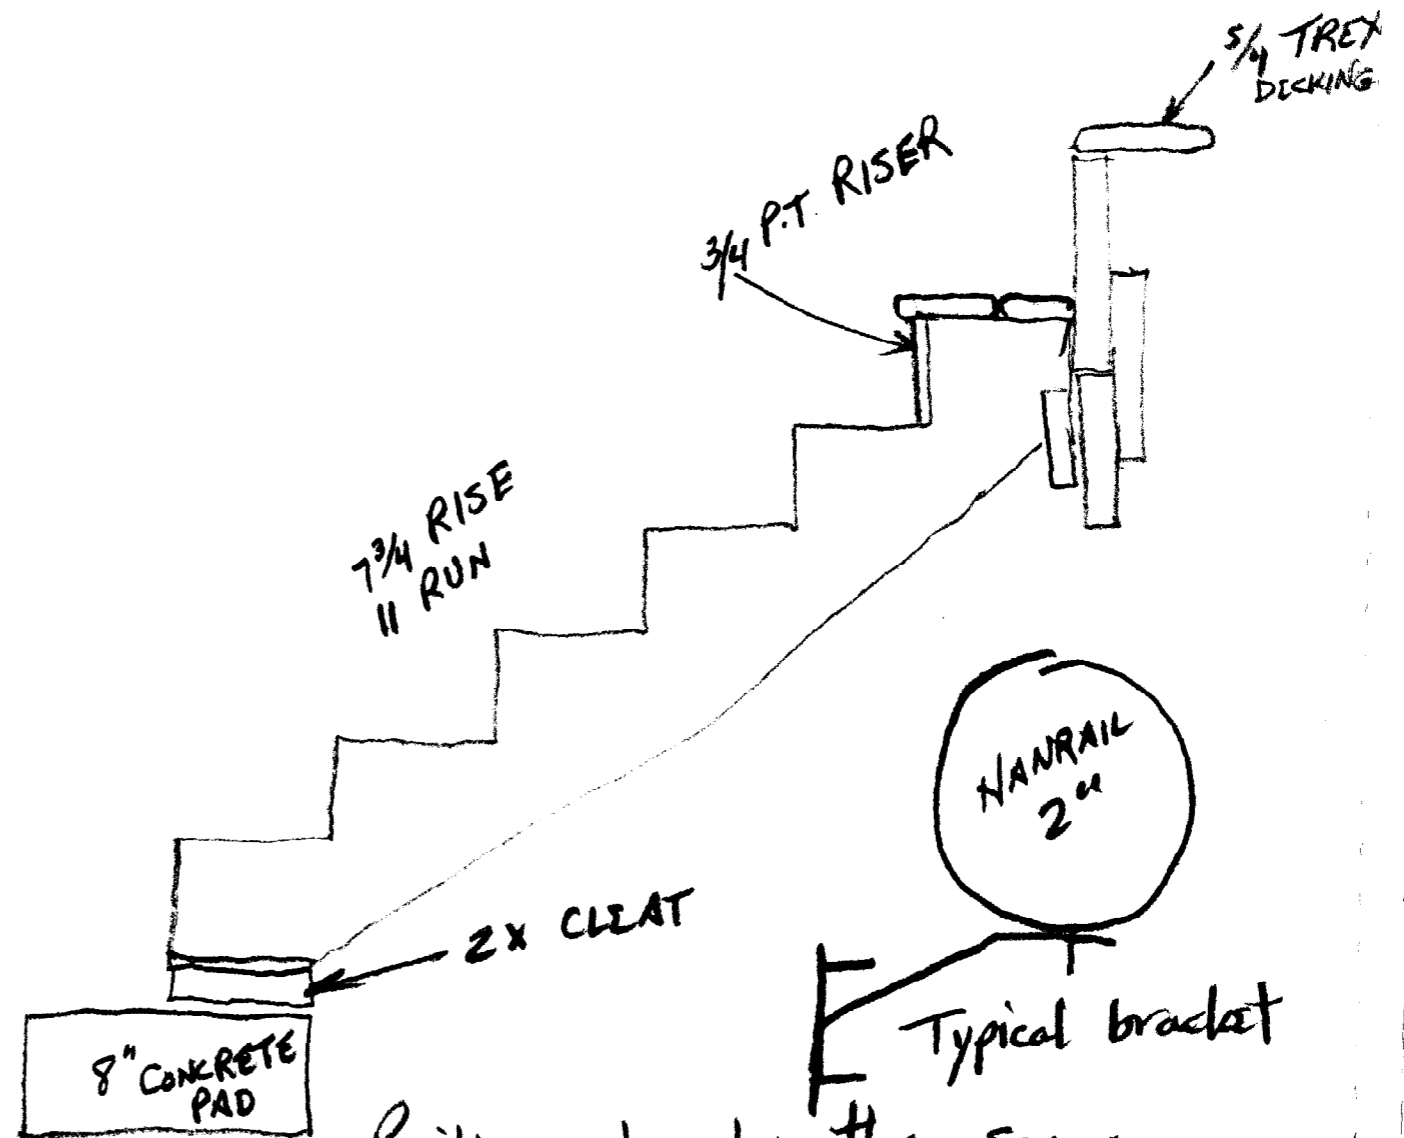 5/4 TREX
DECKING
3/4 P.T. RISER
7 3/4 RISE
11 RUN
HANRAIL
2"
2X CLEAT
Typical bracket
8" CONCRETE
PAD